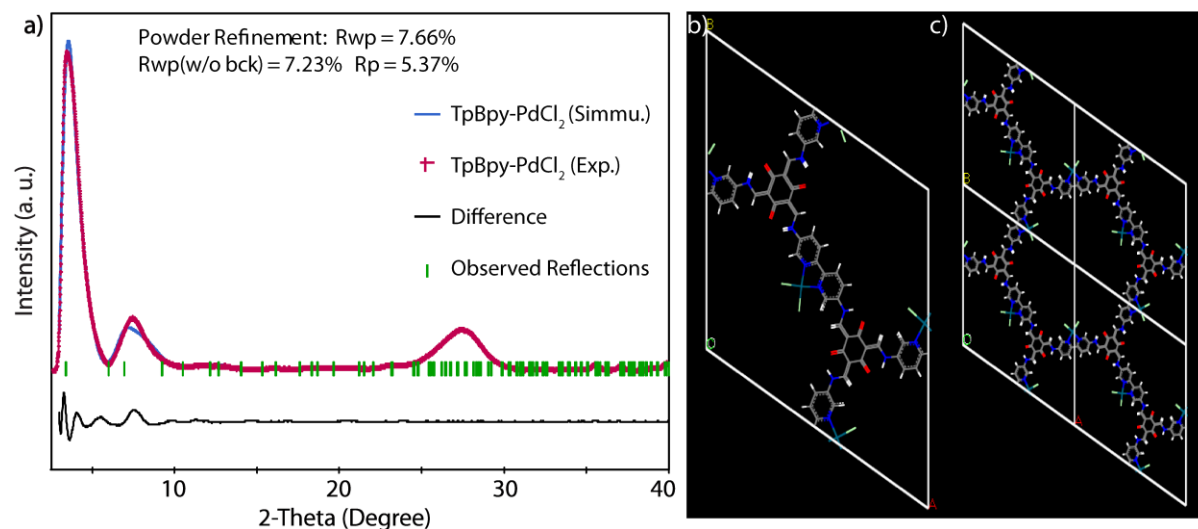 a)
Powder Refinement: Rwp = 7.66%
Rwp(w/o bck) = 7.23% Rp = 5.37%
TpBpy-PdCl₂ (Simmu.)
TpBpy-PdCl₂ (Exp.)
Difference
Observed Reflections
Intensity (a. u.)
10 20 30 40
2-Theta (Degree)
b)
B
O
A
c)
B
O
A